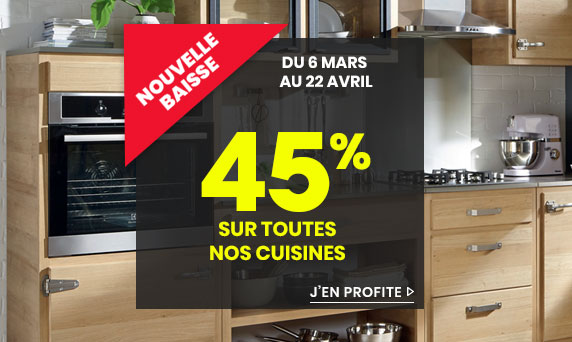 NOUVELLE
BAISSE
DU 6 MARS
AU 22 AVRIL
45%
SUR TOUTES
NOS CUISINES
J'EN PROFITE ▷